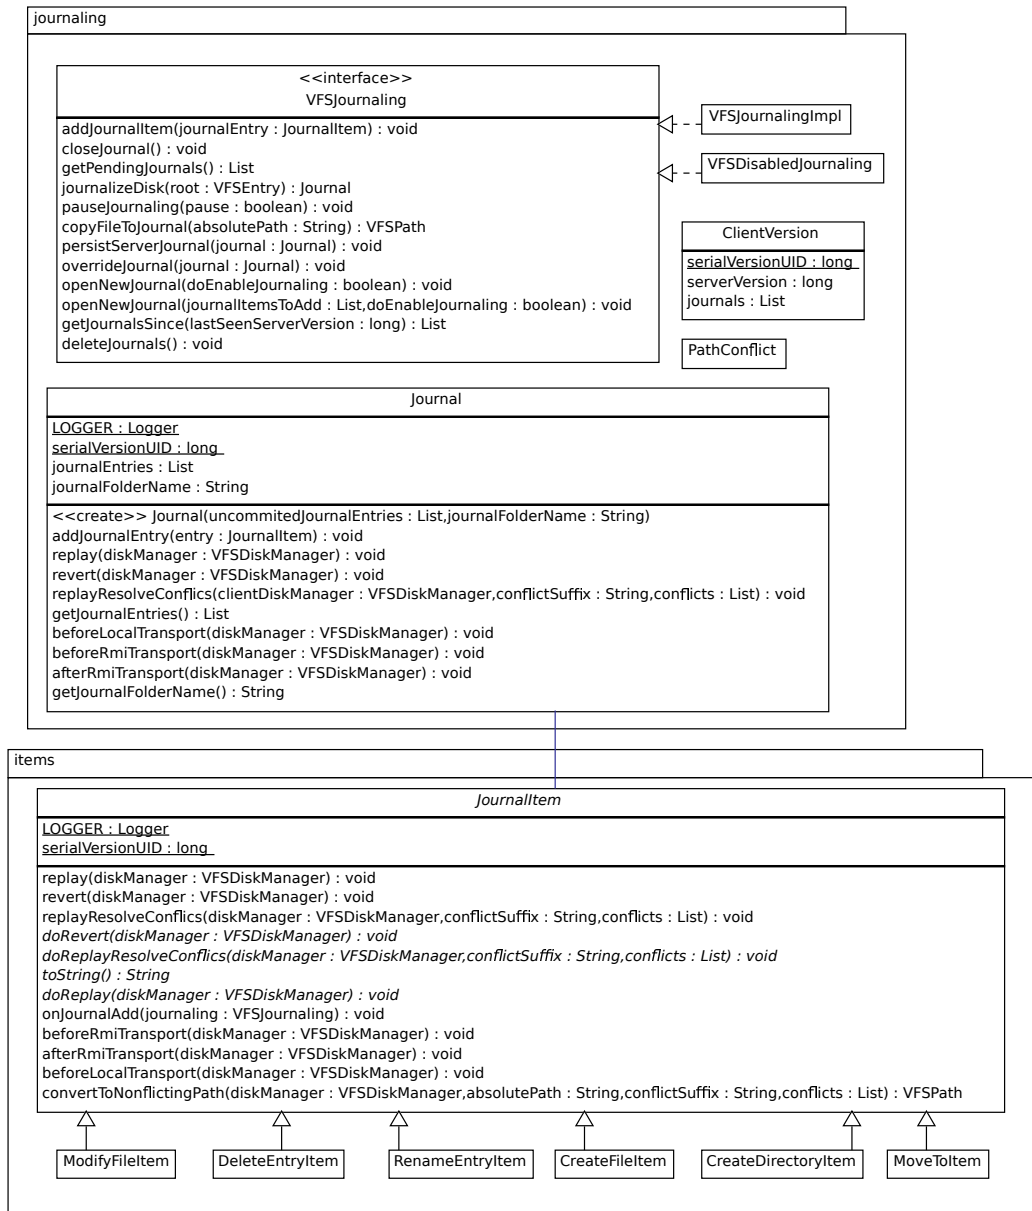 journaling
<<interface>>
VFSJournaling
addJournalItem(journalEntry : JournalItem) : void
closeJournal() : void
getPendingJournals() : List
journalizeDisk(root : VFSEntry) : Journal
pauseJournaling(pause : boolean) : void
copyFileToJournal(absolutePath : String) : VFSPath
persistServerJournal(journal : Journal) : void
overrideJournal(journal : Journal) : void
openNewJournal(doEnableJournaling : boolean) : void
openNewJournal(journalItemsToAdd : List,doEnableJournaling : boolean) : void
getJournalsSince(lastSeenServerVersion : long) : List
deleteJournals() : void
VFSJournalingImpl
VFSDisabledJournaling
ClientVersion
serialVersionUID : long
serverVersion : long
journals : List
PathConflict
Journal
LOGGER : Logger
serialVersionUID : long
journalEntries : List
journalFolderName : String
<<create>> Journal(uncommitedJournalEntries : List,journalFolderName : String)
addJournalEntry(entry : JournalItem) : void
replay(diskManager : VFSDiskManager) : void
revert(diskManager : VFSDiskManager) : void
replayResolveConflics(clientDiskManager : VFSDiskManager,conflictSuffix : String,conflicts : List) : void
getJournalEntries() : List
beforeLocalTransport(diskManager : VFSDiskManager) : void
beforeRmiTransport(diskManager : VFSDiskManager) : void
afterRmiTransport(diskManager : VFSDiskManager) : void
getJournalFolderName() : String
items
JournalItem
LOGGER : Logger
serialVersionUID : long
replay(diskManager : VFSDiskManager) : void
revert(diskManager : VFSDiskManager) : void
replayResolveConflics(diskManager : VFSDiskManager,conflictSuffix : String,conflicts : List) : void
doRevert(diskManager : VFSDiskManager) : void
doReplayResolveConflics(diskManager : VFSDiskManager,conflictSuffix : String,conflicts : List) : void
toString() : String
doReplay(diskManager : VFSDiskManager) : void
onJournalAdd(journaling : VFSJournaling) : void
beforeRmiTransport(diskManager : VFSDiskManager) : void
afterRmiTransport(diskManager : VFSDiskManager) : void
beforeLocalTransport(diskManager : VFSDiskManager) : void
convertToNonflictingPath(diskManager : VFSDiskManager,absolutePath : String,conflictSuffix : String,conflicts : List) : VFSPath
ModifyFileItem
DeleteEntryItem
RenameEntryItem
CreateFileItem
CreateDirectoryItem
MoveToItem